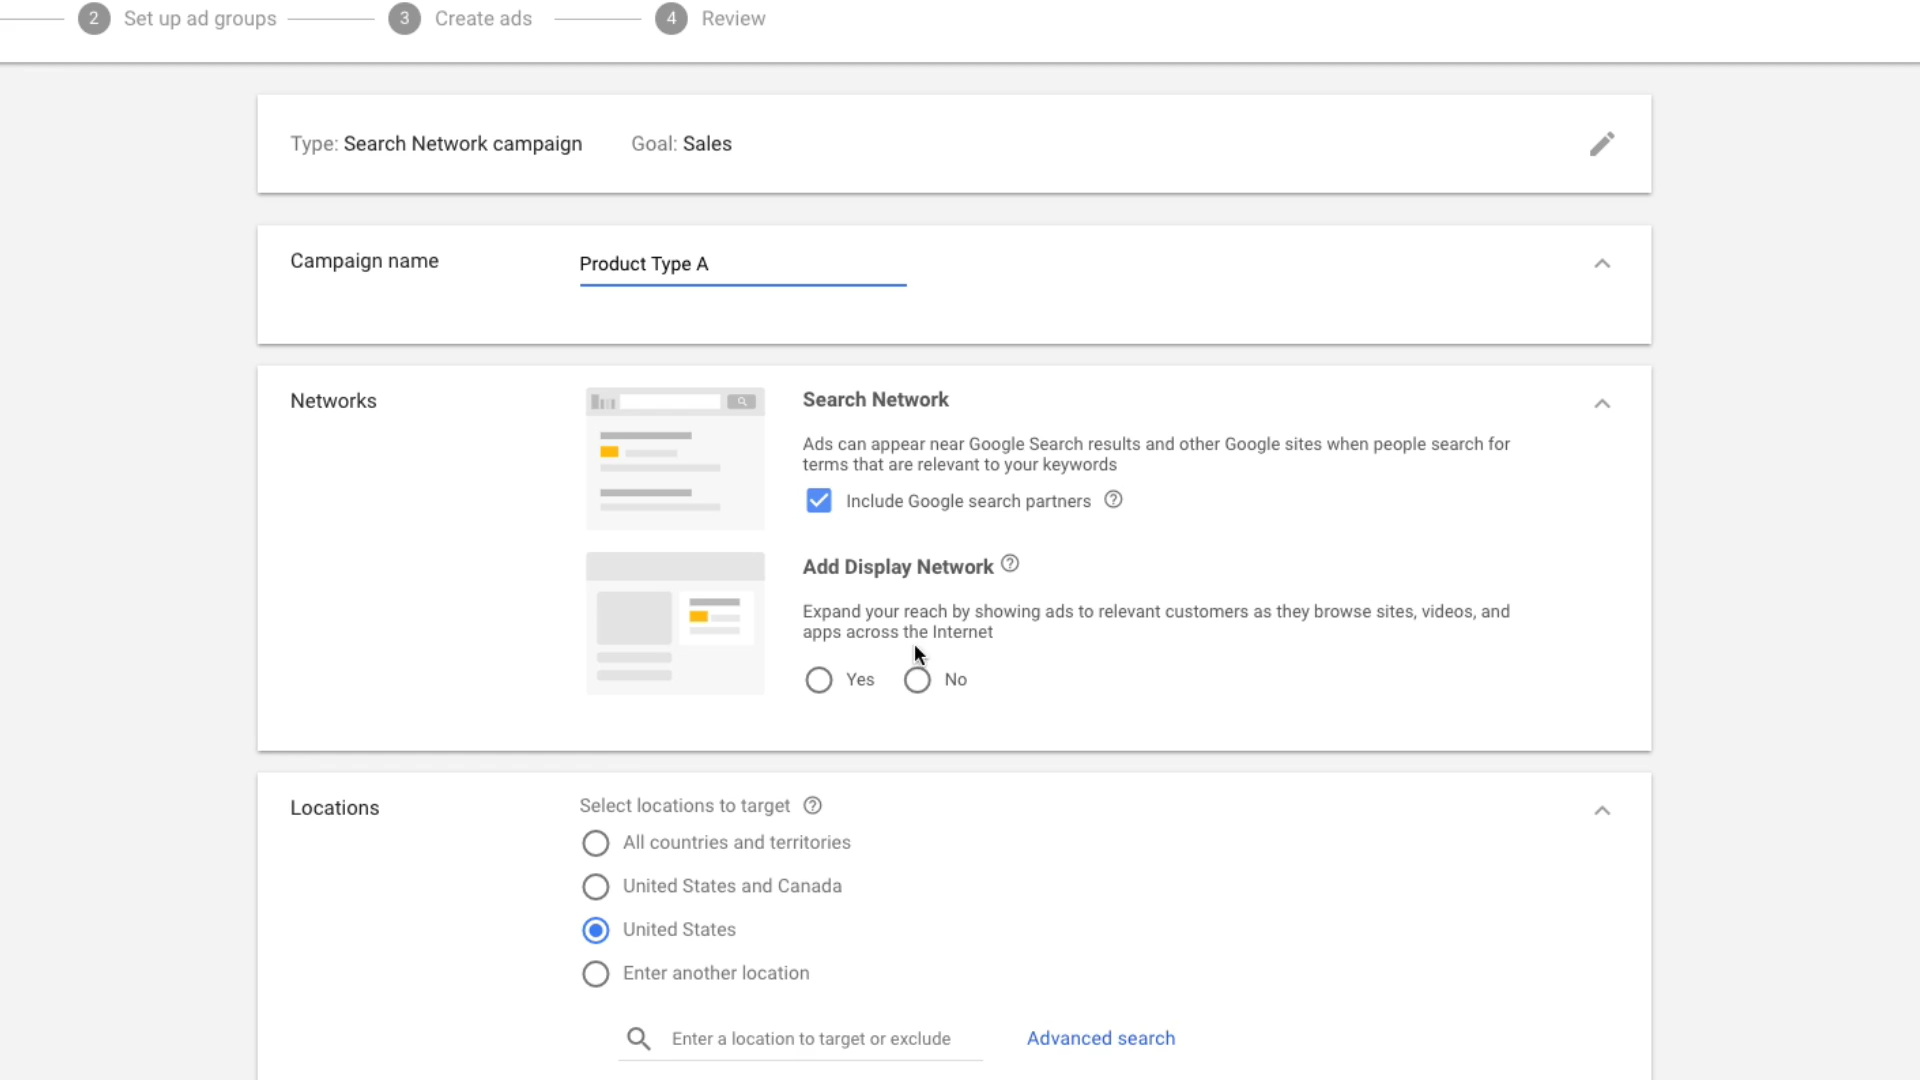 2 Set up ad groups 3 Create ads 4 Review
Type: Search Network campaign Goal: Sales
Campaign name Product Type A
Networks
Search Network
Ads can appear near Google Search results and other Google sites when people search for
terms that are relevant to your keywords
Include Google search partners ?
Add Display Network ?
Expand your reach by showing ads to relevant customers as they browse sites, videos, and
apps across the Internet
Yes No
Locations
Select locations to target ?
All countries and territories
United States and Canada
United States
Enter another location
Enter a location to target or exclude Advanced search